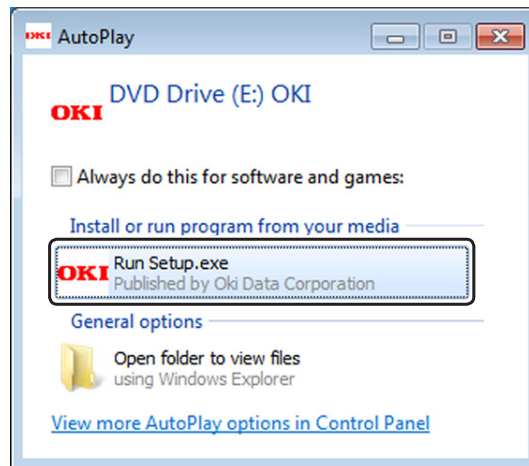 OKI AutoPlay
OKI DVD Drive (E:) OKI
Always do this for software and games:
Install or run program from your media
OKI Run Setup.exe
Published by Oki Data Corporation
General options
Open folder to view files
using Windows Explorer
View more AutoPlay options in Control Panel